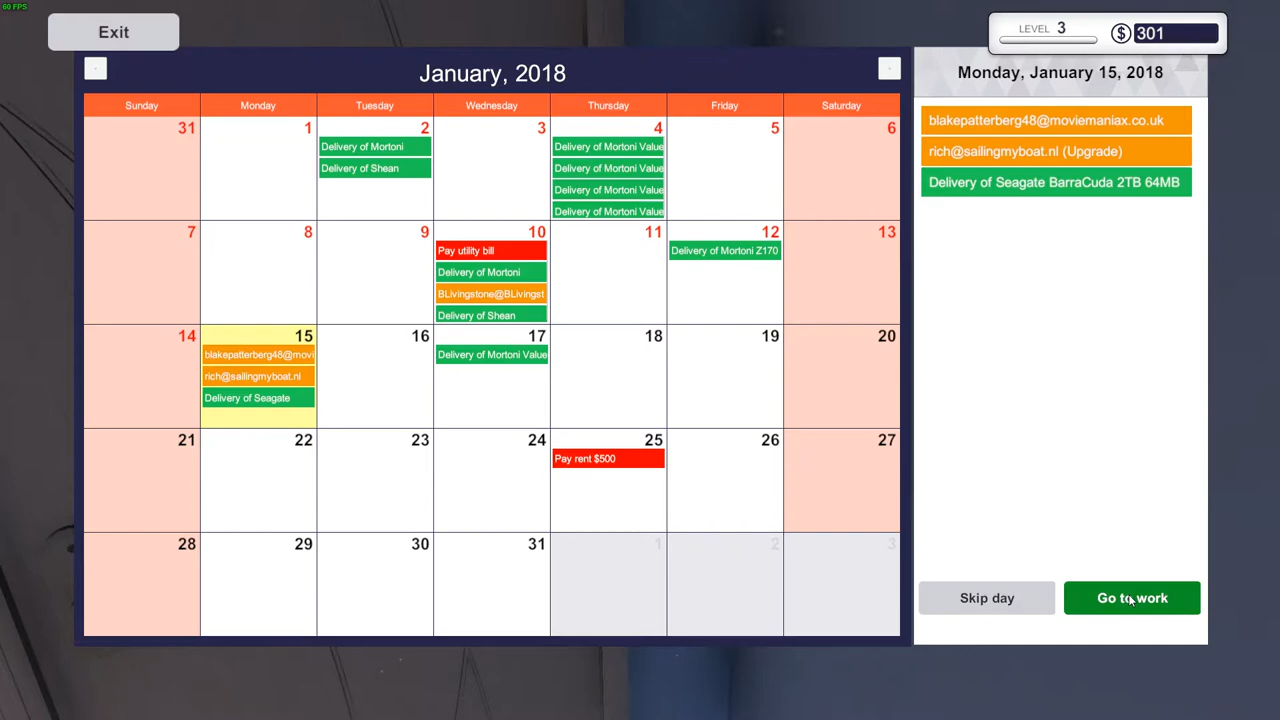 60 FPS
Exit
LEVEL 3
$ 301
January, 2018
Monday, January 15, 2018
Sunday Monday Tuesday Wednesday Thursday Friday Saturday
31 1 2 3 4 5 6
Delivery of Mortoni
Delivery of Shean
Delivery of Mortoni Value
Delivery of Mortoni Value
Delivery of Mortoni Value
Delivery of Mortoni Value
7 8 9 10 11 12 13
Pay utility bill
Delivery of Mortoni
BLivingstone@BLivingst
Delivery of Shean
Delivery of Mortoni Z170
14 15 16 17 18 19 20
blakepatterberg48@movi
rich@sailingmyboat.nl
Delivery of Seagate
Delivery of Mortoni Value
21 22 23 24 25 26 27
Pay rent $500
28 29 30 31 1 2 3
blakepatterberg48@moviemaniax.co.uk
rich@sailingmyboat.nl (Upgrade)
Delivery of Seagate BarraCuda 2TB 64MB
Skip day
Go to work